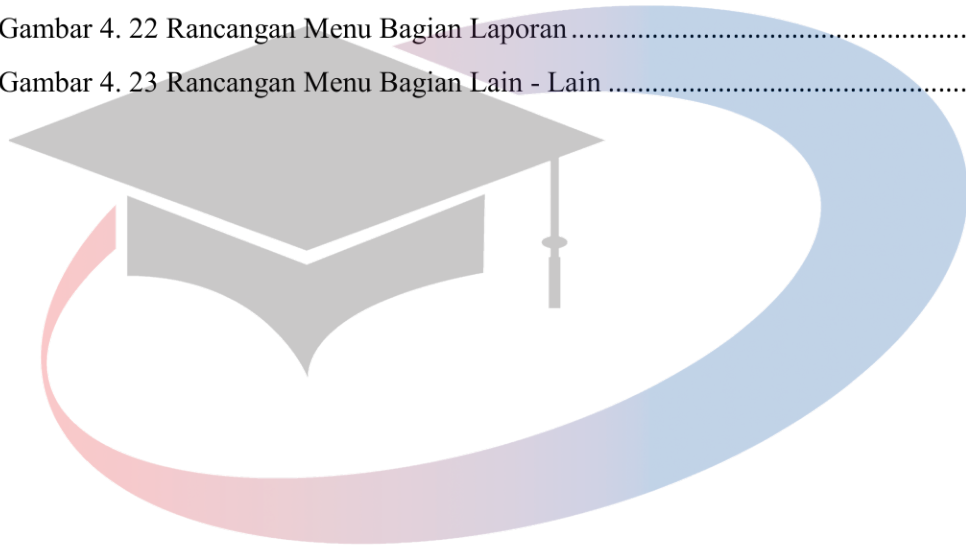 Gambar 4. 22 Rancangan Menu Bagian Laporan.......................................................
Gambar 4. 23 Rancangan Menu Bagian Lain - Lain .................................................